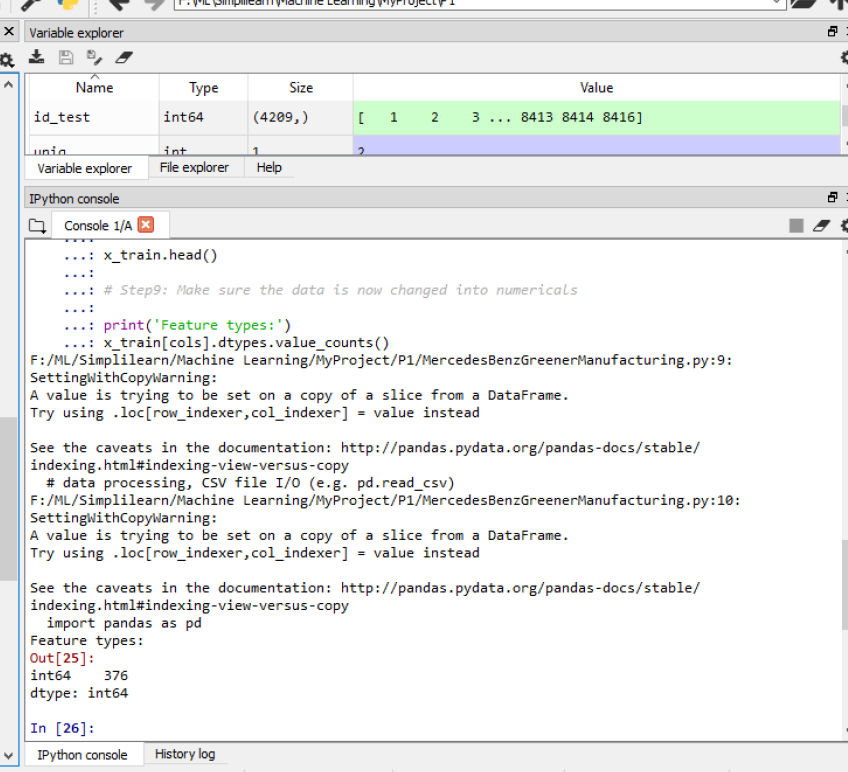 F:\ML\Simplilearn\Machine Learning\MyProject\P1
Variable explorer
Name Type Size Value
id_test int64 (4209,) [ 1 2 3 ... 8413 8414 8416]
uniq int 1 2
Variable explorer File explorer Help
IPython console
Console 1/A
...:
...: x_train.head()
...:
...: # Step9: Make sure the data is now changed into numericals
...:
...: print('Feature types:')
...: x_train[cols].dtypes.value_counts()
F:/ML/Simplilearn/Machine Learning/MyProject/P1/MercedesBenzGreenerManufacturing.py:9:
SettingWithCopyWarning:
A value is trying to be set on a copy of a slice from a DataFrame.
Try using .loc[row_indexer,col_indexer] = value instead
See the caveats in the documentation: http://pandas.pydata.org/pandas-docs/stable/
indexing.html#indexing-view-versus-copy
# data processing, CSV file I/O (e.g. pd.read_csv)
F:/ML/Simplilearn/Machine Learning/MyProject/P1/MercedesBenzGreenerManufacturing.py:10:
SettingWithCopyWarning:
A value is trying to be set on a copy of a slice from a DataFrame.
Try using .loc[row_indexer,col_indexer] = value instead
See the caveats in the documentation: http://pandas.pydata.org/pandas-docs/stable/
indexing.html#indexing-view-versus-copy
import pandas as pd
Feature types:
Out[25]:
int64 376
dtype: int64
In [26]:
IPython console History log